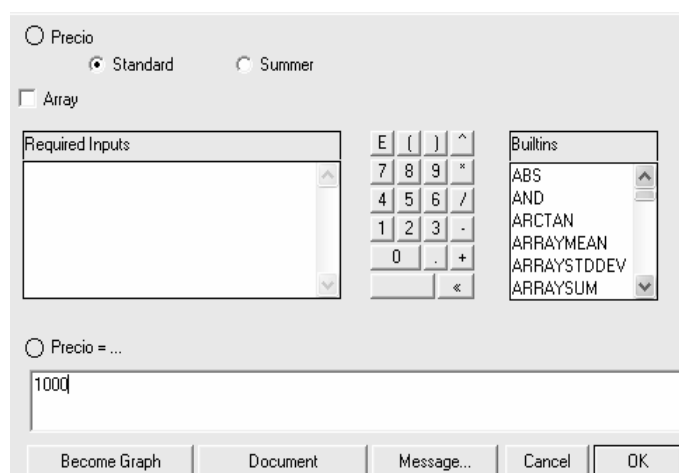 Precio
Standard Summer
Array
Required Inputs
E ( ) ^
7 8 9 *
4 5 6 /
1 2 3 -
0 . +
«
Builtins
ABS
AND
ARCTAN
ARRAYMEAN
ARRAYSTDDEV
ARRAYSUM
Precio = ...
1000
Become Graph Document Message... Cancel OK